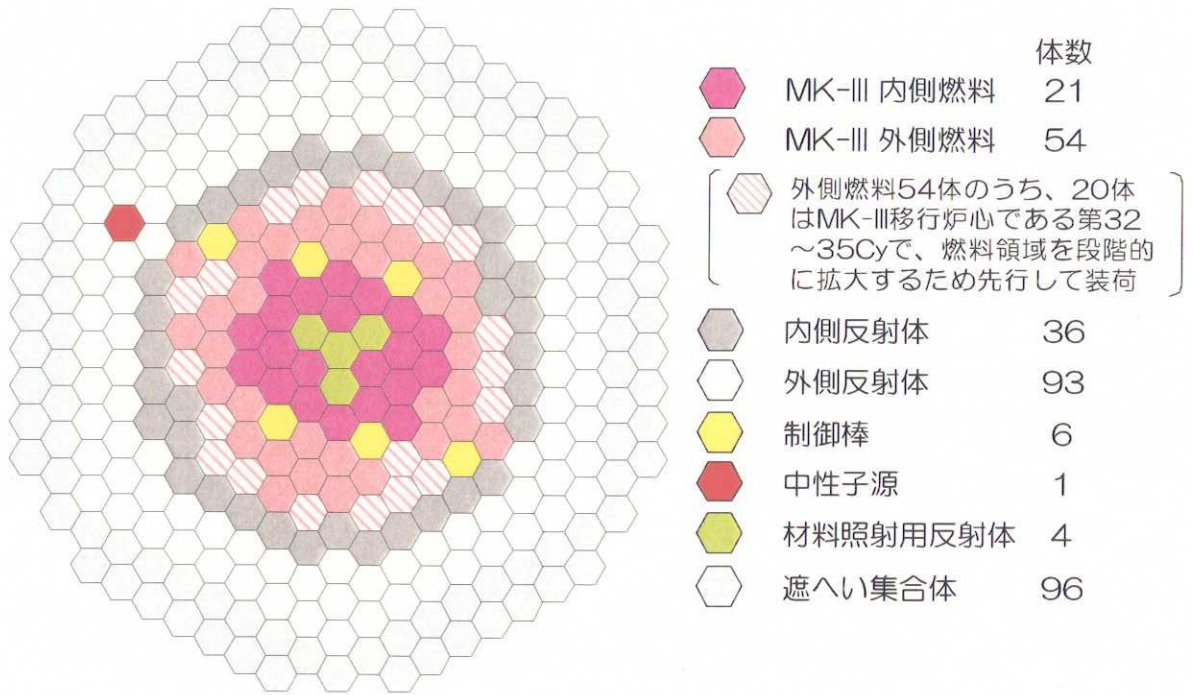 体数
MK-III 内側燃料 21
MK-III 外側燃料 54
外側燃料54体のうち、20体
はMK-III移行炉心である第32
～35Cyで、燃料領域を段階的
に拡大するため先行して装荷
内側反射体 36
外側反射体 93
制御棒 6
中性子源 1
材料照射用反射体 4
遮へい集合体 96